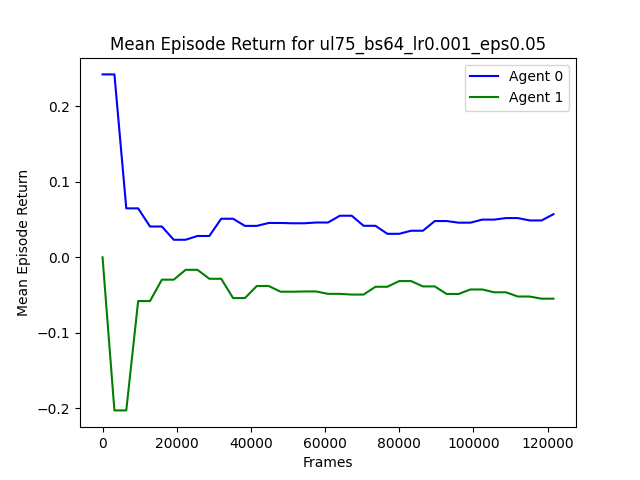 Mean Episode Return for ul75_bs64_lr0.001_eps0.05
Agent 0
Agent 1
Mean Episode Return
0.2
0.1
0.0
−0.1
−0.2
0 20000 40000 60000 80000 100000 120000
Frames